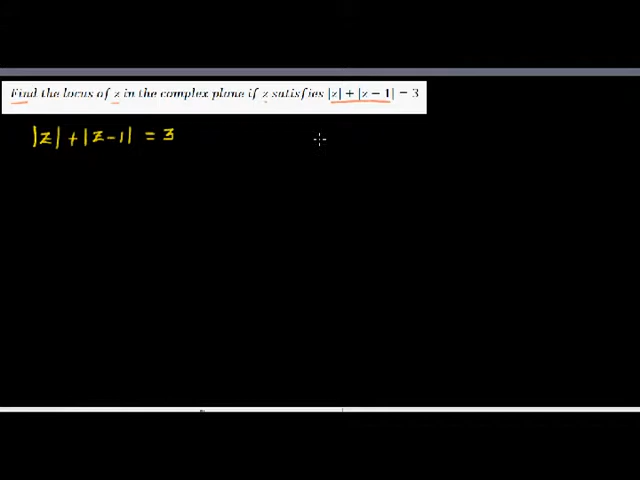 Find the locus of z in the complex plane if z satisfies |z| + |z − 1| = 3
|z| + |z-1| = 3